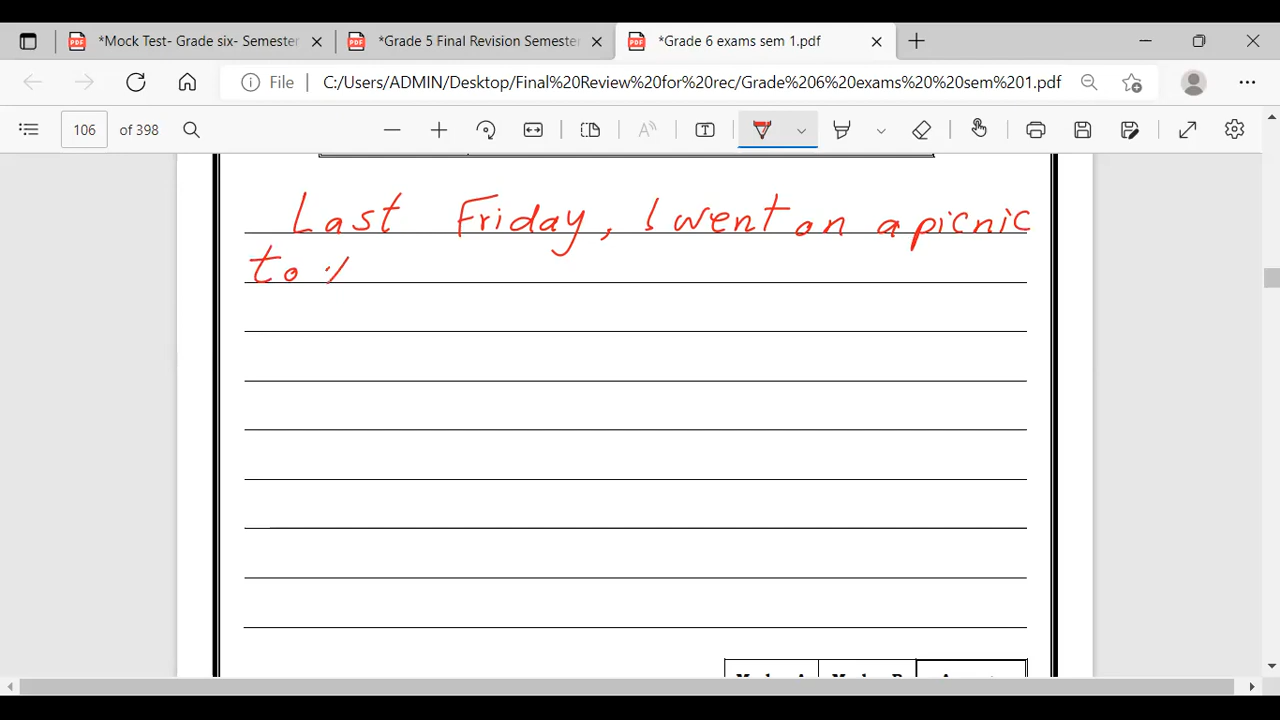 *Mock Test- Grade six- Semester
*Grade 5 Final Revision Semester
*Grade 6 exams sem 1.pdf
File
C:/Users/ADMIN/Desktop/Final%20Review%20for%20rec/Grade%206%20exams%20%20sem%201.pdf
106 of 398
Last Friday, I went on a picnic
to